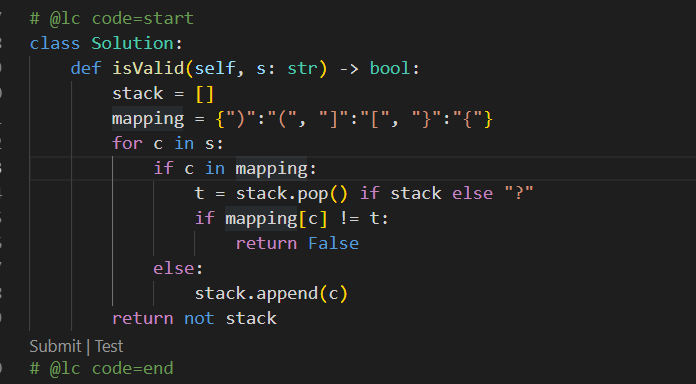 # @lc code=start
class Solution:
    def isValid(self, s: str) -> bool:
        stack = []
        mapping = {")":"(", "]":"[", "}":"{"}
        for c in s:
            if c in mapping:
                t = stack.pop() if stack else "?"
                if mapping[c] != t:
                    return False
            else:
                stack.append(c)
        return not stack
Submit | Test
# @lc code=end